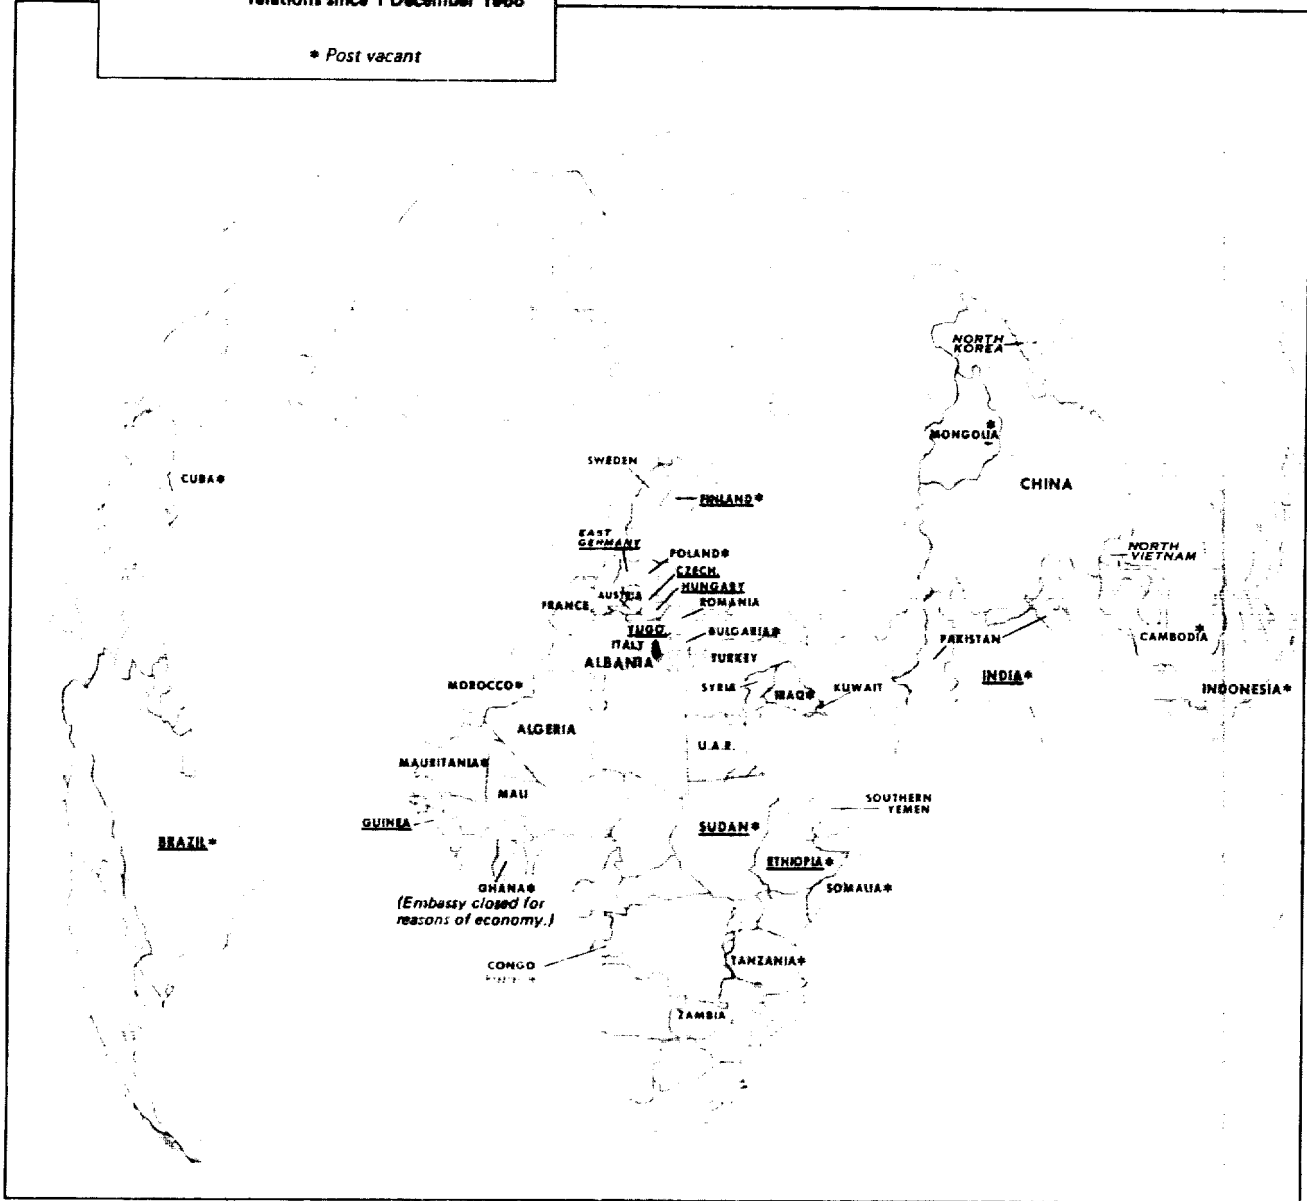 relations since 1 December 1968
* Post vacant
NORTH
KOREA
MONGOLIA*
CHINA
CUBA*
SWEDEN
FINLAND*
EAST
GERMANY
POLAND*
CZECH.
HUNGARY
AUSTRIA
FRANCE
ROMANIA
YUGO.
ITALY
BULGARIA*
ALBANIA
TURKEY
NORTH
VIETNAM
PAKISTAN
CAMBODIA*
SYRIA
IRAQ*
KUWAIT
INDIA*
INDONESIA*
MOROCCO*
ALGERIA
U.A.R.
MAURITANIA*
MALI
SOUTHERN
YEMEN
GUINEA
SUDAN*
BRAZIL*
ETHIOPIA*
GHANA*
(Embassy closed for
reasons of economy.)
SOMALIA*
CONGO
TANZANIA*
ZAMBIA